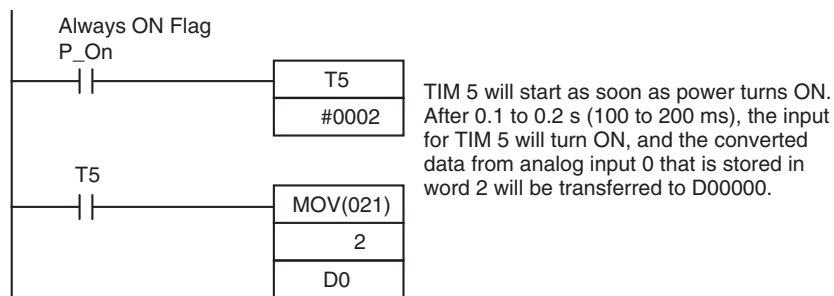 Always ON Flag
P_On
T5
#0002
TIM 5 will start as soon as power turns ON.
After 0.1 to 0.2 s (100 to 200 ms), the input
for TIM 5 will turn ON, and the converted
data from analog input 0 that is stored in
word 2 will be transferred to D00000.
T5
MOV(021)
2
D0